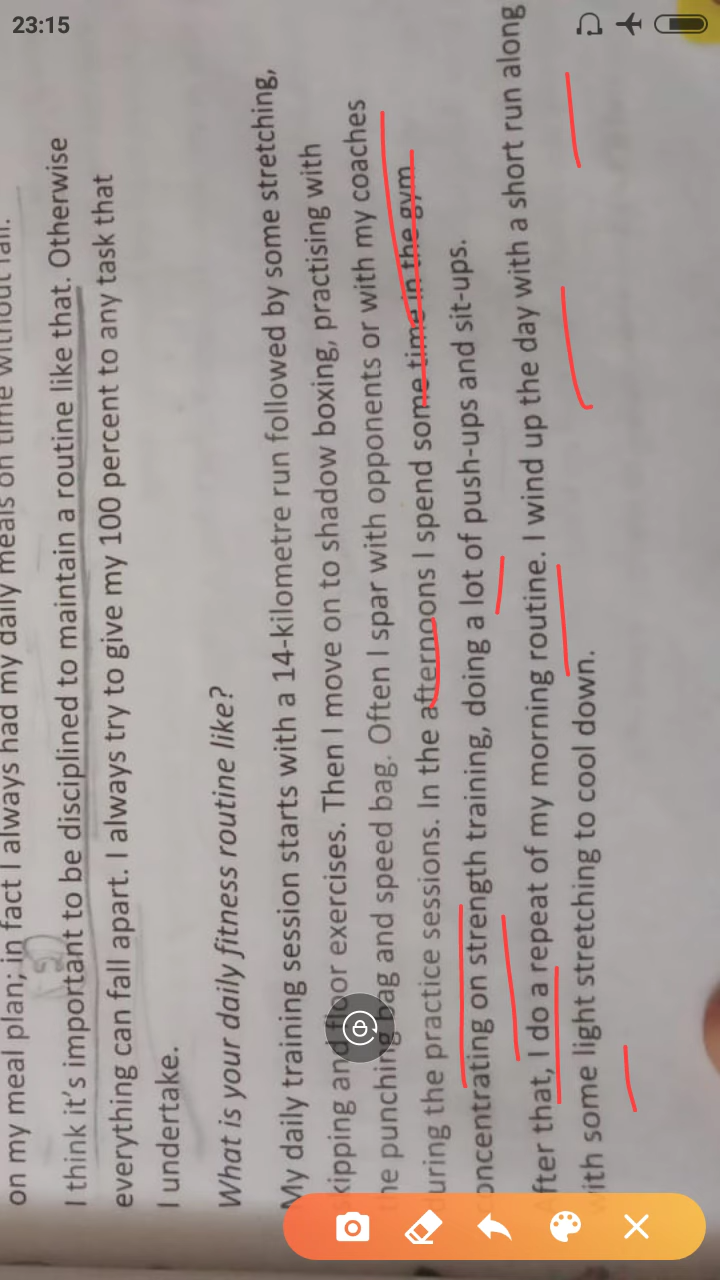 23:15
on my meal plan; in fact I always had my daily meals on time without fail.
I think it's important to be disciplined to maintain a routine like that. Otherwise
everything can fall apart. I always try to give my 100 percent to any task that
I undertake.
What is your daily fitness routine like?
My daily training session starts with a 14-kilometre run followed by some stretching,
kipping and floor exercises. Then I move on to shadow boxing, practising with
he punching bag and speed bag. Often I spar with opponents or with my coaches
uring the practice sessions. In the afternoons I spend some time in the gym
oncentrating on strength training, doing a lot of push-ups and sit-ups.
fter that, I do a repeat of my morning routine. I wind up the day with a short run along
ith some light stretching to cool down.